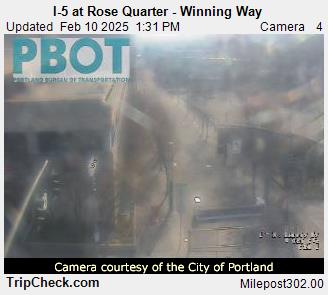 I-5 at Rose Quarter - Winning Way
Updated Feb 10 2025 1:31 PM Camera 4
PBOT
PORTLAND BUREAU OF TRANSPORTATION
Camera courtesy of the City of Portland
TripCheck.com Milepost302.00